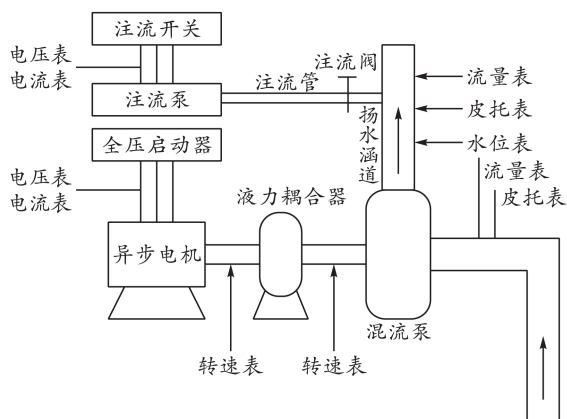 注流开关
电压表
电流表
注流泵
注流管
注流阀
流量表
皮托表
水位表
扬水涵道
全压启动器
电压表
电流表
流量表
皮托表
液力耦合器
异步电机
混流泵
转速表
转速表